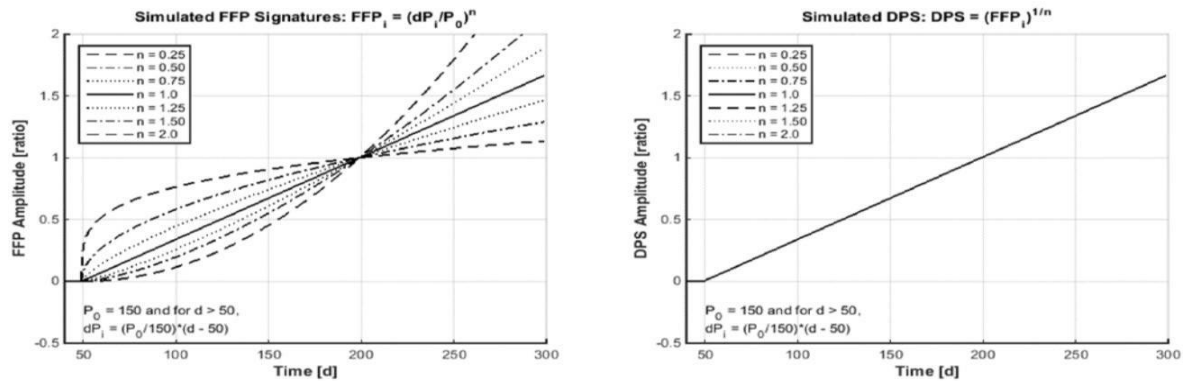 Simulated FFP Signatures: FFPᵢ = (dPᵢ/P₀)ⁿ
2
1.5
1
0.5
0
-0.5
FFP Amplitude [ratio]
n = 0.25
n = 0.50
n = 0.75
n = 1.0
n = 1.25
n = 1.50
n = 2.0
P₀ = 150 and for d > 50,
dPᵢ = (P₀/150)*(d - 50)
50 100 150 200 250 300
Time [d]
Simulated DPS: DPS = (FFPᵢ)¹/ⁿ
2
1.5
1
0.5
0
-0.5
DPS Amplitude [ratio]
n = 0.25
n = 0.50
n = 0.75
n = 1.0
n = 1.25
n = 1.50
n = 2.0
P₀ = 150 and for d > 50,
dPᵢ = (P₀/150)*(d - 50)
50 100 150 200 250 300
Time [d]